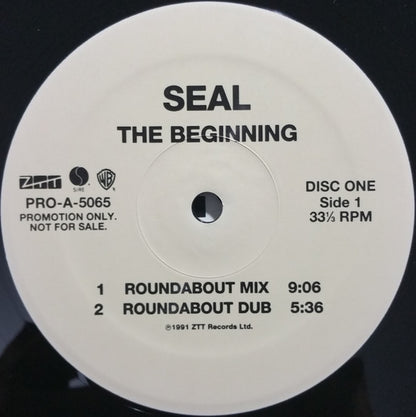 SEAL
THE BEGINNING
ZTT SIRE WB
PRO-A-5065
PROMOTION ONLY.
NOT FOR SALE.
DISC ONE
Side 1
33⅓ RPM
1 ROUNDABOUT MIX 9:06
2 ROUNDABOUT DUB 5:36
℗1991 ZTT Records Ltd.